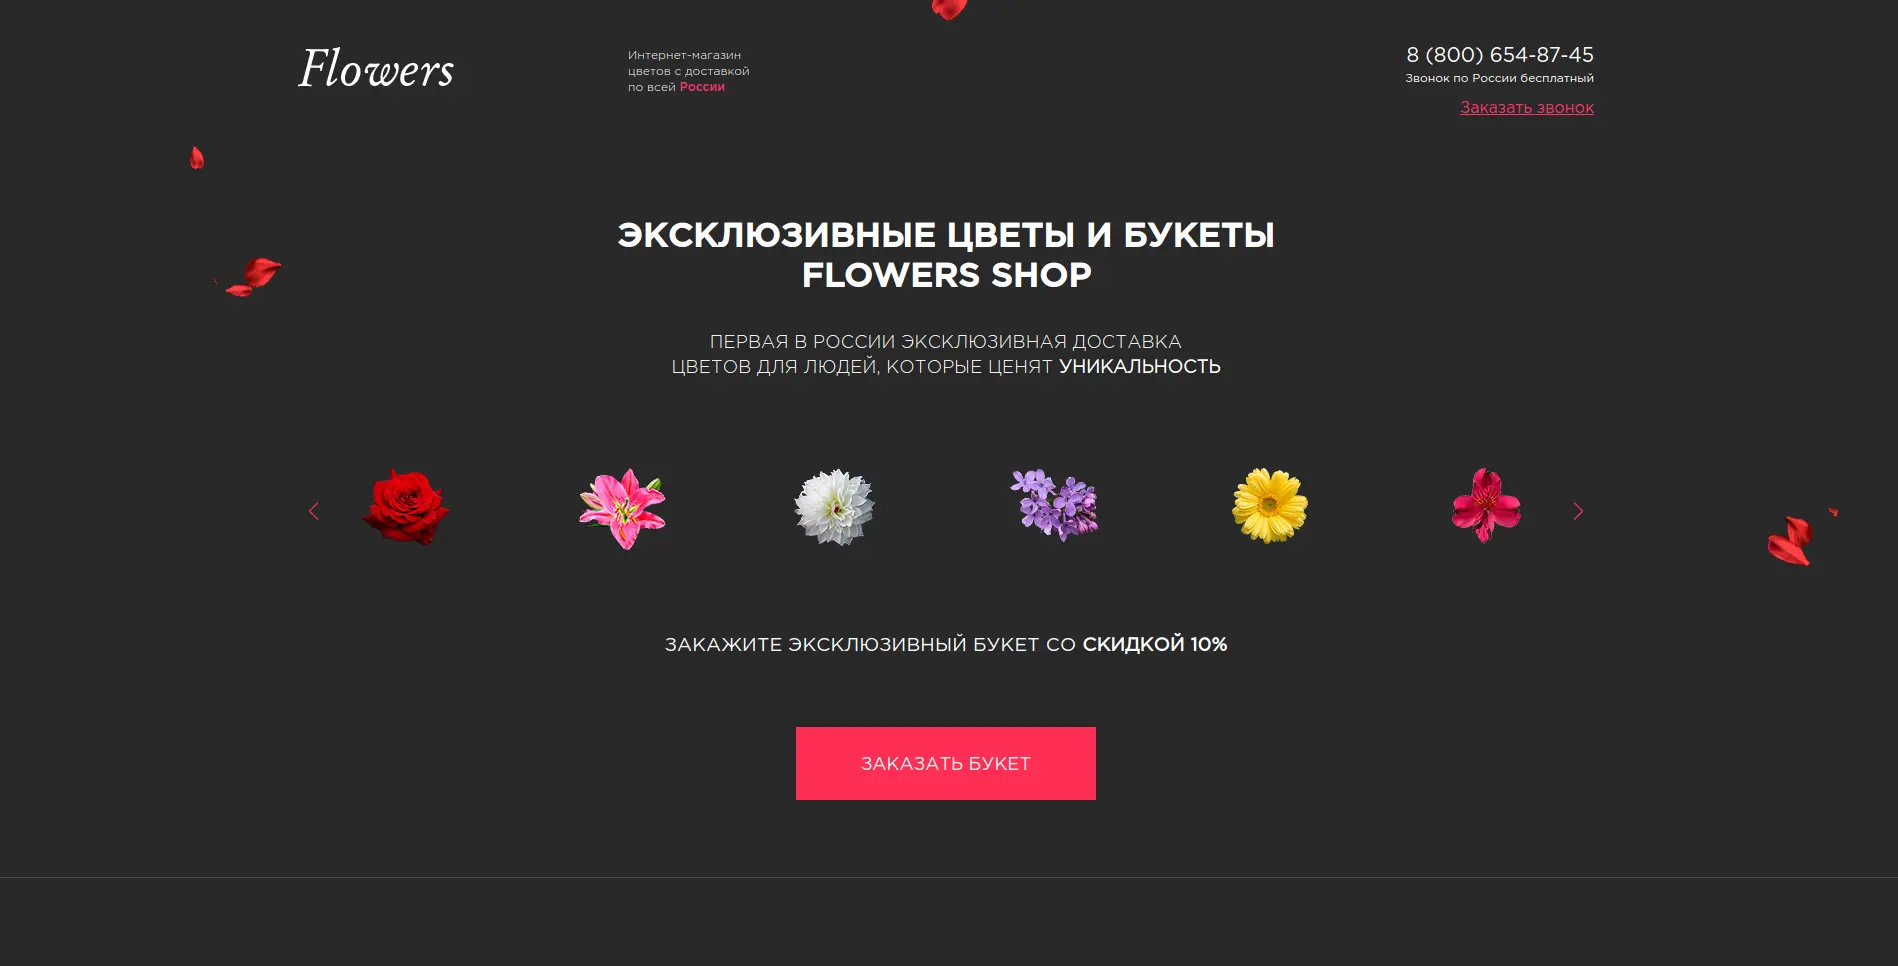 Flowers
Интернет-магазин
цветов с доставкой
по всей России
8 (800) 654-87-45
Звонок по России бесплатный
Заказать звонок
ЭКСКЛЮЗИВНЫЕ ЦВЕТЫ И БУКЕТЫ
FLOWERS SHOP
ПЕРВАЯ В РОССИИ ЭКСКЛЮЗИВНАЯ ДОСТАВКА
ЦВЕТОВ ДЛЯ ЛЮДЕЙ, КОТОРЫЕ ЦЕНЯТ УНИКАЛЬНОСТЬ
ЗАКАЖИТЕ ЭКСКЛЮЗИВНЫЙ БУКЕТ СО СКИДКОЙ 10%
ЗАКАЗАТЬ БУКЕТ